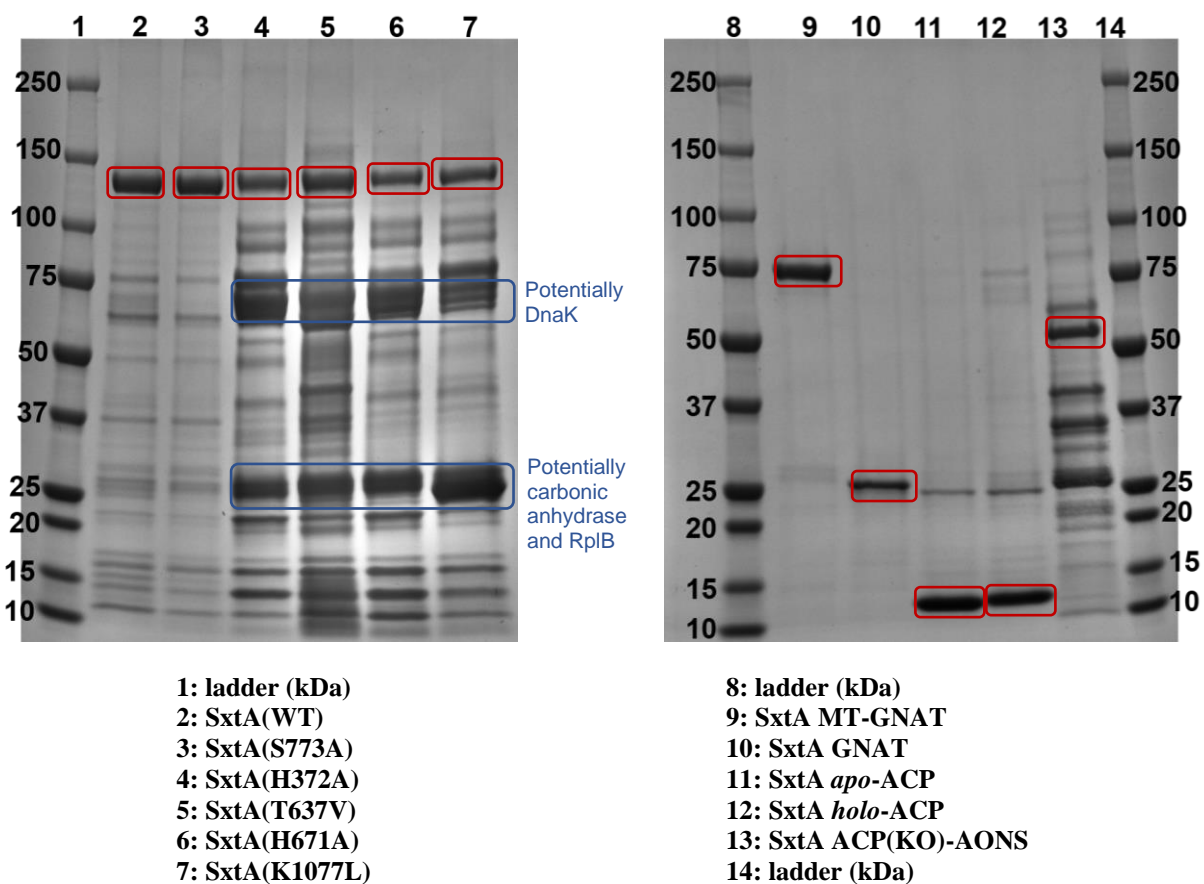 1 2 3 4 5 6 7
250
150
100
75
50
37
25
20
15
10
Potentially
DnaK
Potentially
carbonic
anhydrase
and RplB
8 9 10 11 12 13 14
250
150
100
75
50
37
25
20
15
10
250
150
100
75
50
37
25
20
15
10
1: ladder (kDa)
2: SxtA(WT)
3: SxtA(S773A)
4: SxtA(H372A)
5: SxtA(T637V)
6: SxtA(H671A)
7: SxtA(K1077L)
8: ladder (kDa)
9: SxtA MT-GNAT
10: SxtA GNAT
11: SxtA apo-ACP
12: SxtA holo-ACP
13: SxtA ACP(KO)-AONS
14: ladder (kDa)